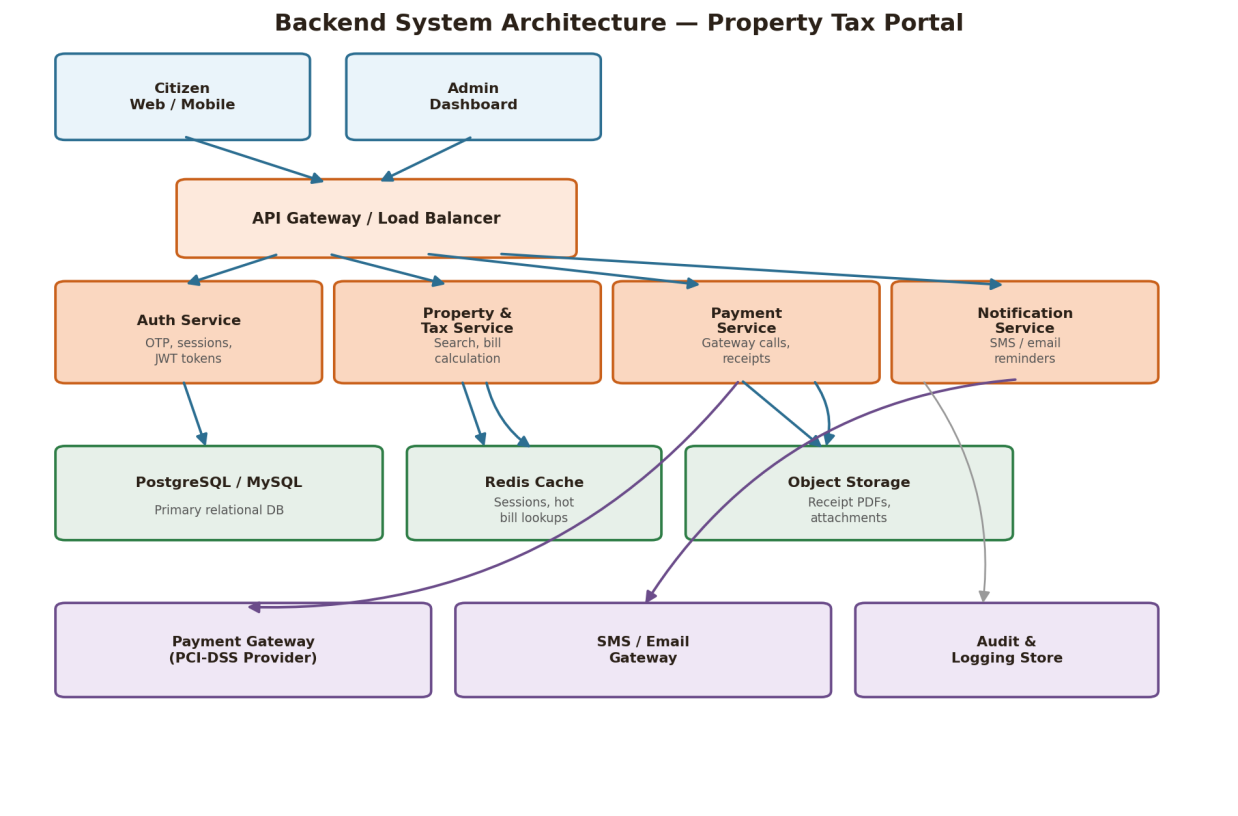 Backend System Architecture — Property Tax Portal
Citizen
Web / Mobile
Admin
Dashboard
API Gateway / Load Balancer
Auth Service
OTP, sessions,
JWT tokens
Property &
Tax Service
Search, bill
calculation
Payment
Service
Gateway calls,
receipts
Notification
Service
SMS / email
reminders
PostgreSQL / MySQL
Primary relational DB
Redis Cache
Sessions, hot
bill lookups
Object Storage
Receipt PDFs,
attachments
Payment Gateway
(PCI-DSS Provider)
SMS / Email
Gateway
Audit &
Logging Store